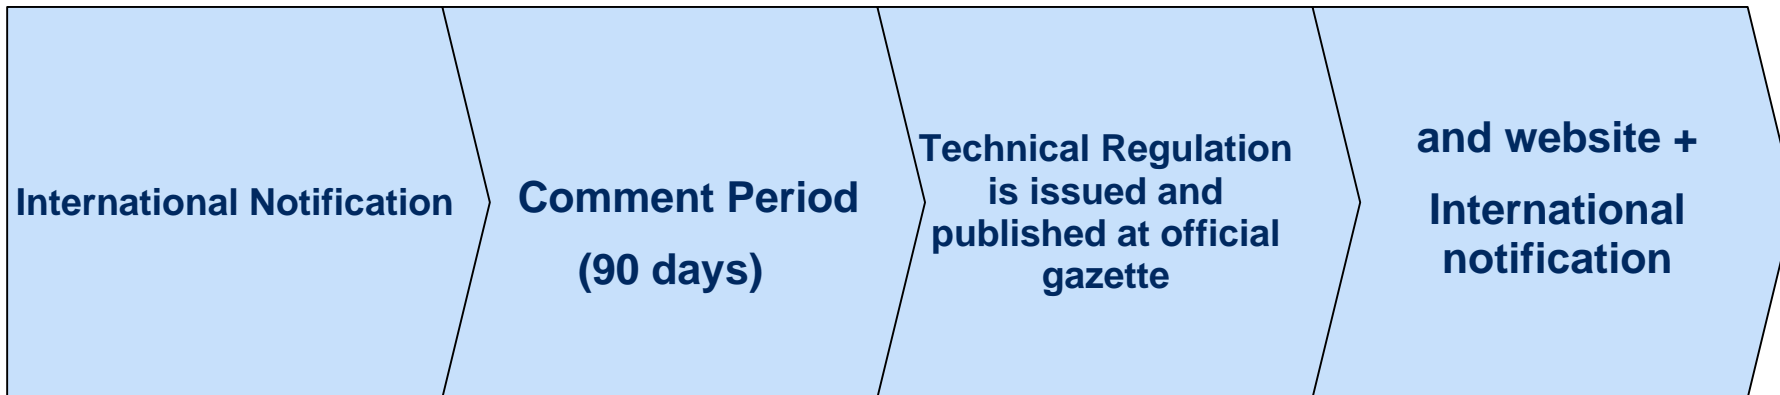 International Notification
Comment Period
(90 days)
Technical Regulation
is issued and
published at official
gazette
and website +
International
notification